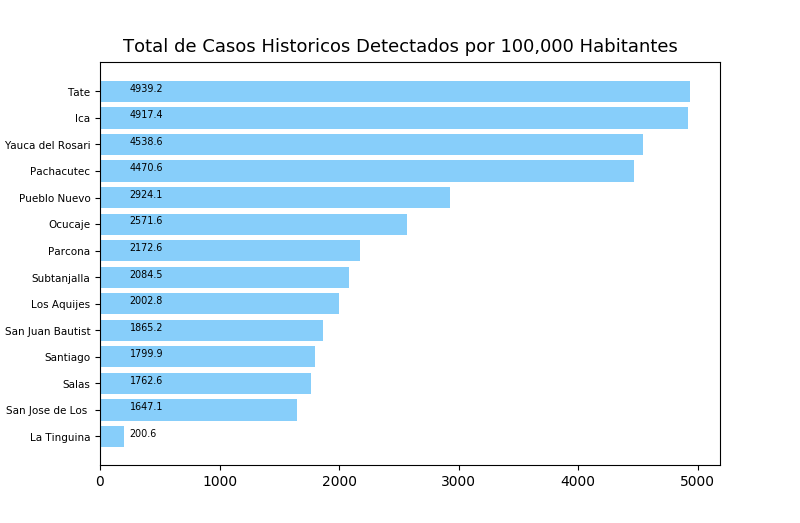 Total de Casos Historicos Detectados por 100,000 Habitantes
Tate 4939.2
Ica 4917.4
Yauca del Rosari 4538.6
Pachacutec 4470.6
Pueblo Nuevo 2924.1
Ocucaje 2571.6
Parcona 2172.6
Subtanjalla 2084.5
Los Aquijes 2002.8
San Juan Bautist 1865.2
Santiago 1799.9
Salas 1762.6
San Jose de Los 1647.1
La Tinguina 200.6
0 1000 2000 3000 4000 5000